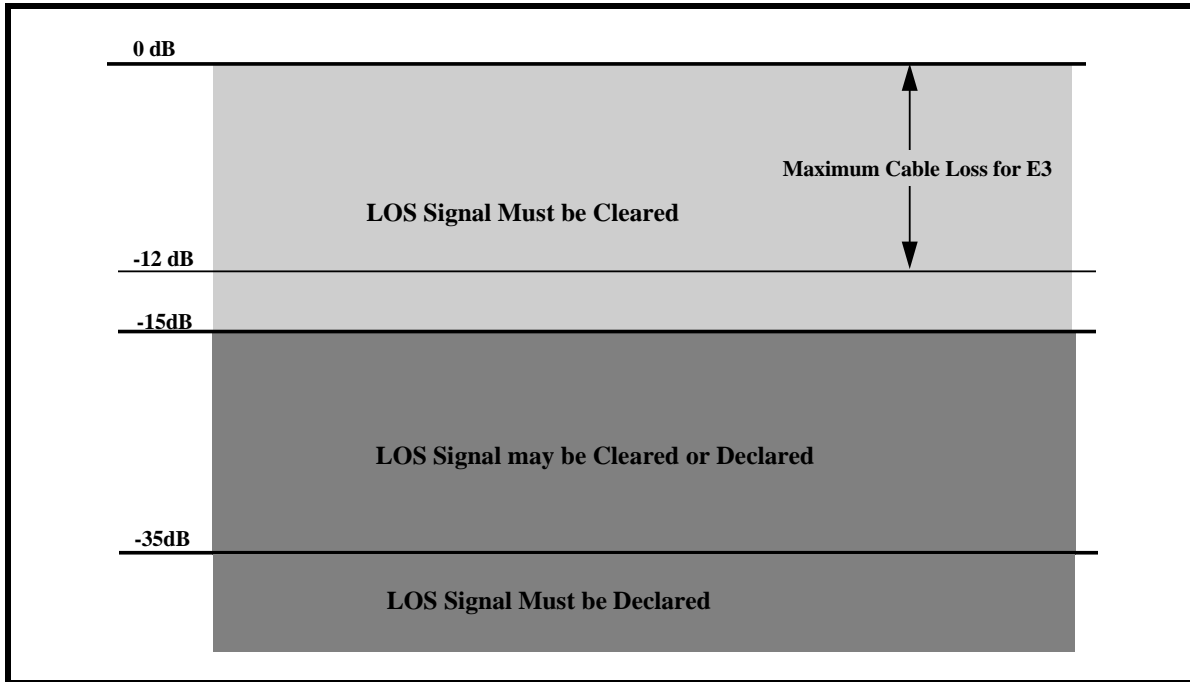 0 dB
Maximum Cable Loss for E3
LOS Signal Must be Cleared
-12 dB
-15dB
LOS Signal may be Cleared or Declared
-35dB
LOS Signal Must be Declared